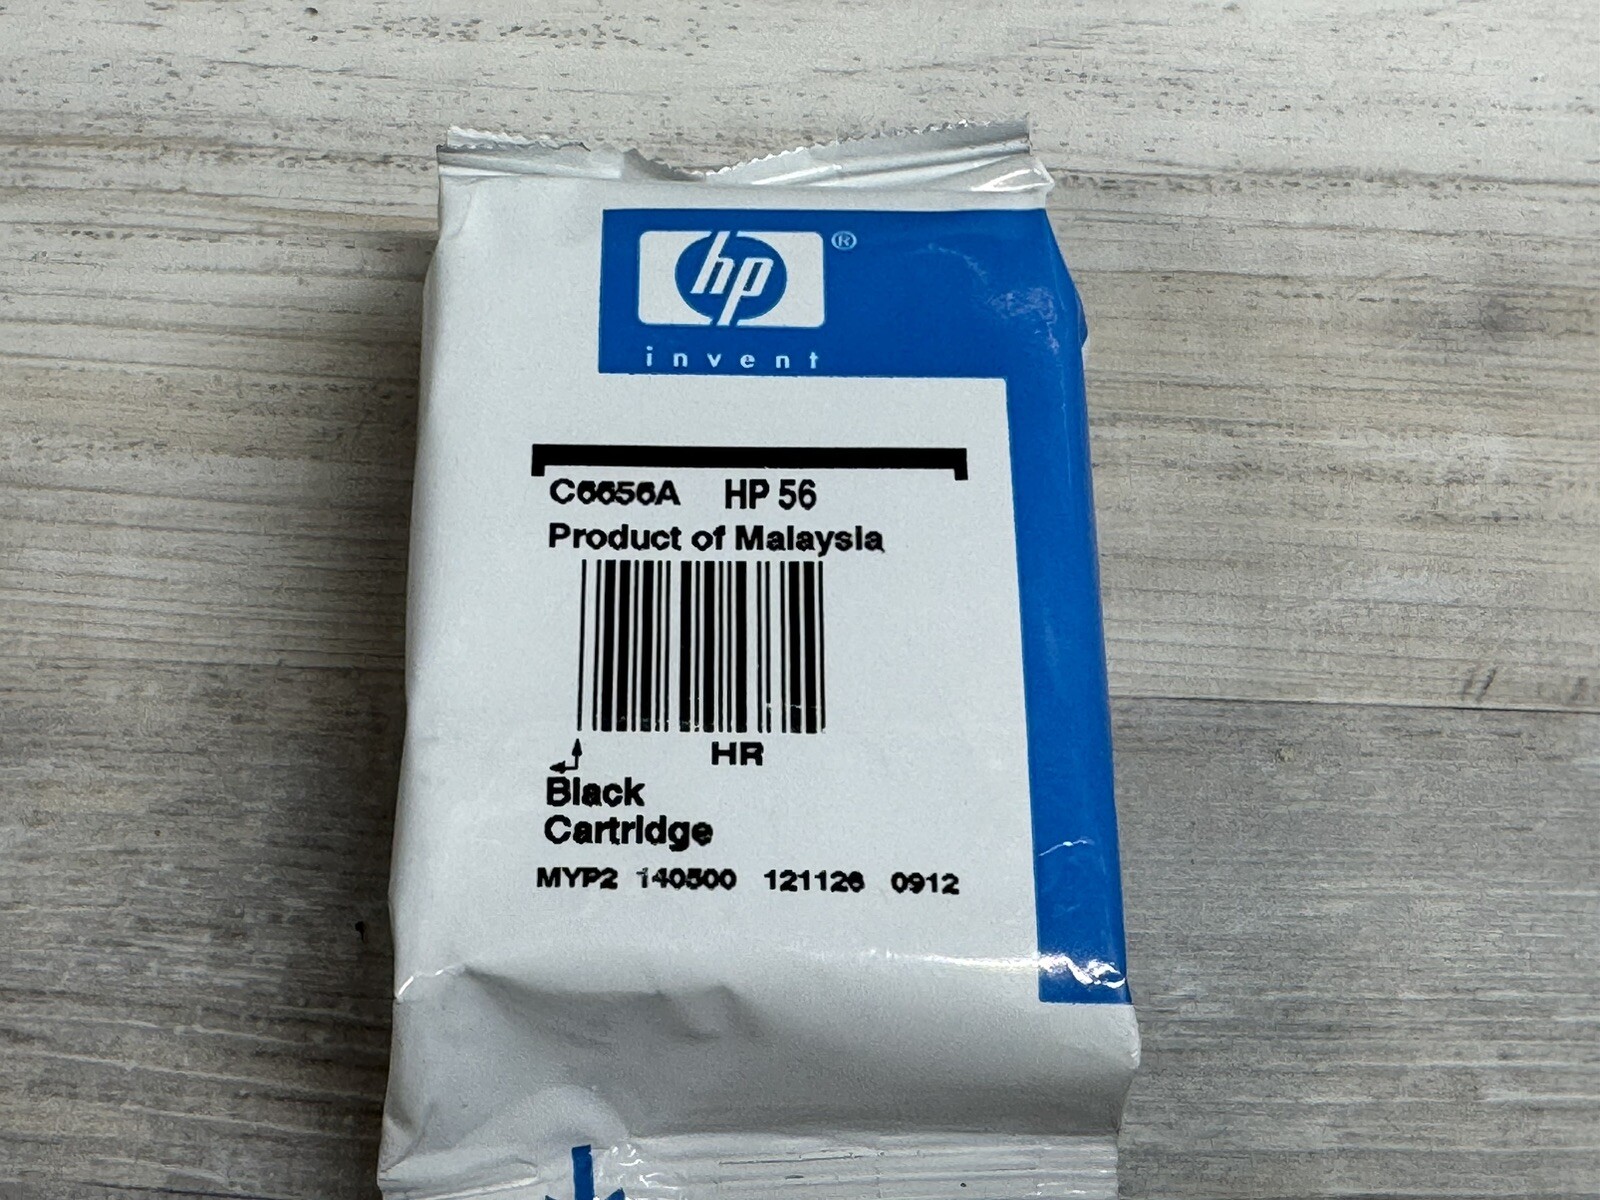 hp®
invent
C6656A HP 56
Product of Malaysia
HR
Black
Cartridge
MYP2 140500 121126 0912